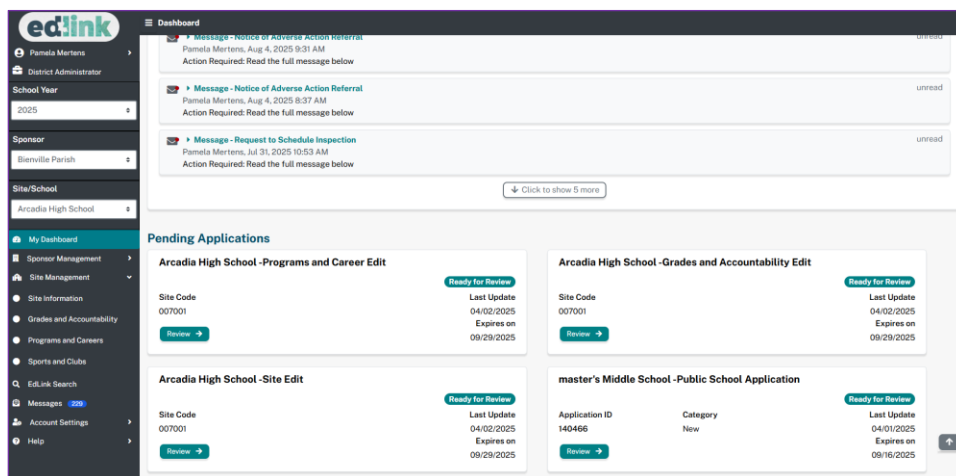 ed:link
Pamela Mertens
District Administrator
School Year
2025
Sponsor
Bienville Parish
Site/School
Arcadia High School
My Dashboard
Sponsor Management
Site Management
Site Information
Grades and Accountability
Programs and Careers
Sports and Clubs
EdLink Search
Messages 229
Account Settings
Help
Dashboard
Message - Notice of Adverse Action Referral unread
Pamela Mertens, Aug 4, 2025 9:31 AM
Action Required: Read the full message below
Message - Notice of Adverse Action Referral unread
Pamela Mertens, Aug 4, 2025 8:37 AM
Action Required: Read the full message below
Message - Request to Schedule Inspection unread
Pamela Mertens, Jul 31, 2025 10:53 AM
Action Required: Read the full message below
Click to show 5 more
Pending Applications
Arcadia High School -Programs and Career Edit
Ready for Review
Site Code Last Update
007001 04/02/2025
Expires on
Review 09/29/2025
Arcadia High School -Grades and Accountability Edit
Ready for Review
Site Code Last Update
007001 04/02/2025
Expires on
Review 09/29/2025
Arcadia High School -Site Edit
Ready for Review
Site Code Last Update
007001 04/02/2025
Expires on
Review 09/29/2025
master's Middle School -Public School Application
Ready for Review
Application ID Category Last Update
140466 New 04/01/2025
Expires on
Review 09/16/2025